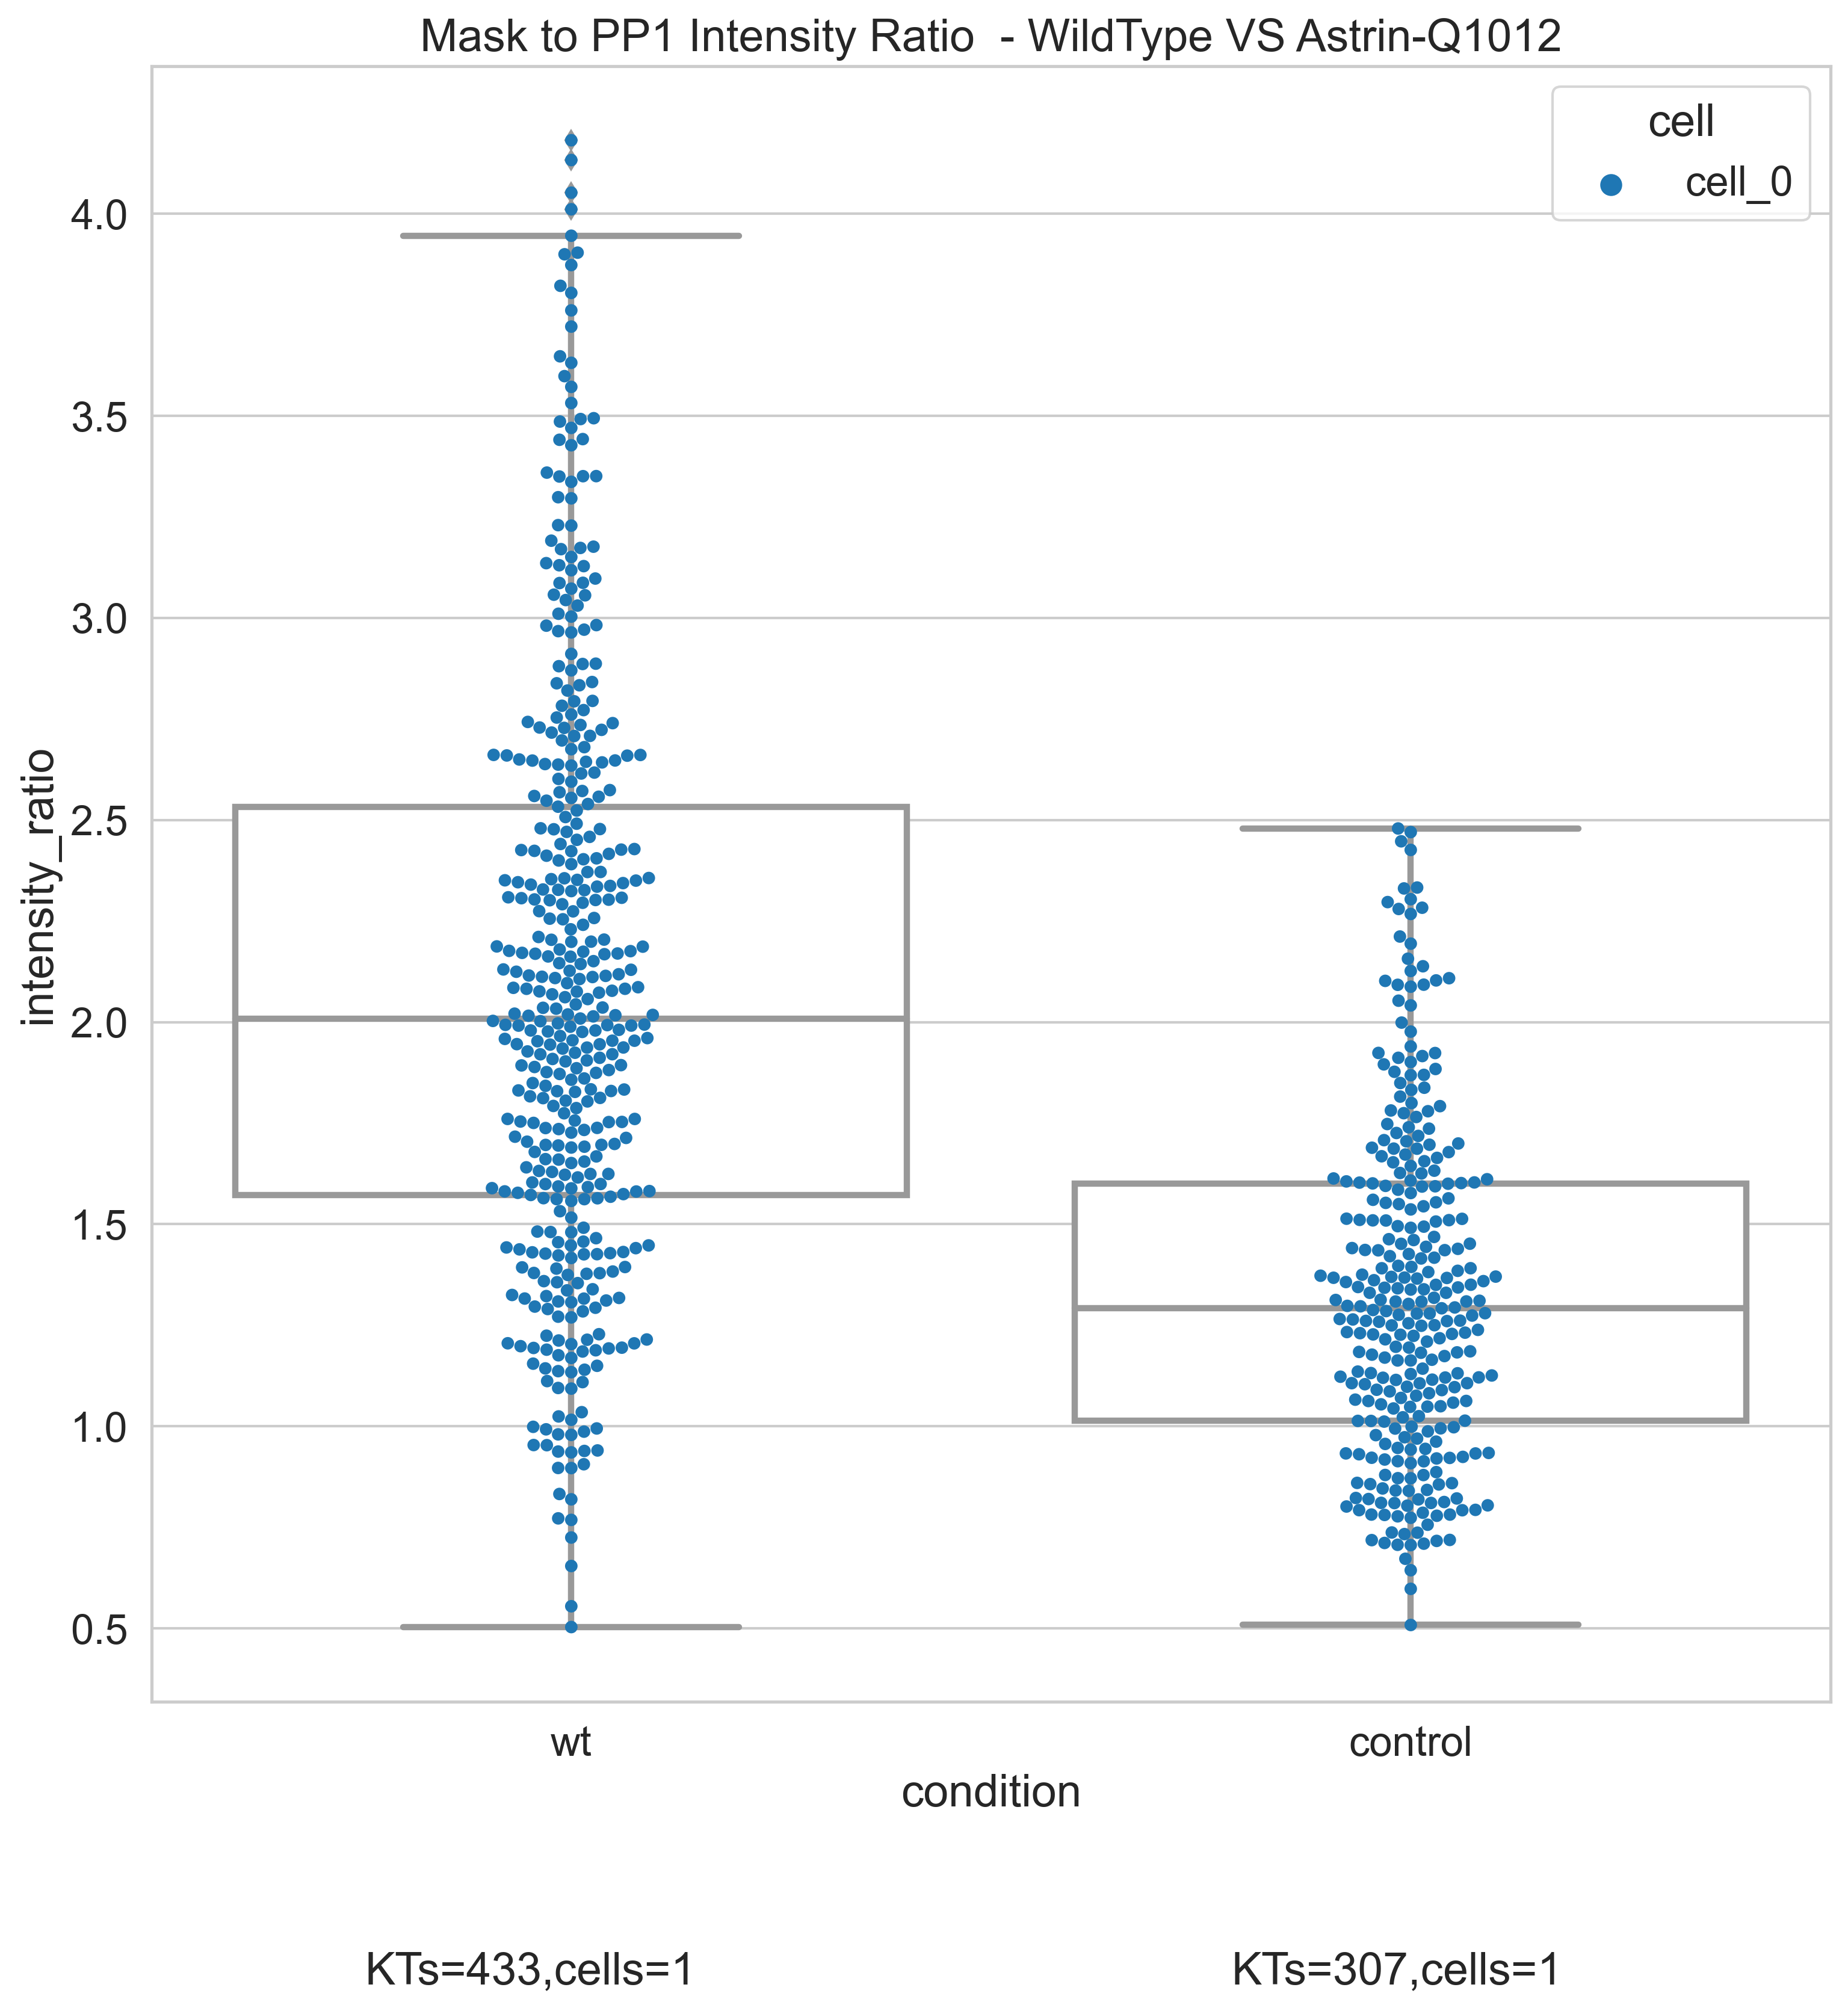 Mask to PP1 Intensity Ratio  - WildType VS Astrin-Q1012
cell
cell_0
intensity_ratio
4.0
3.5
3.0
2.5
2.0
1.5
1.0
0.5
wt control
condition
KTs=433,cells=1 KTs=307,cells=1